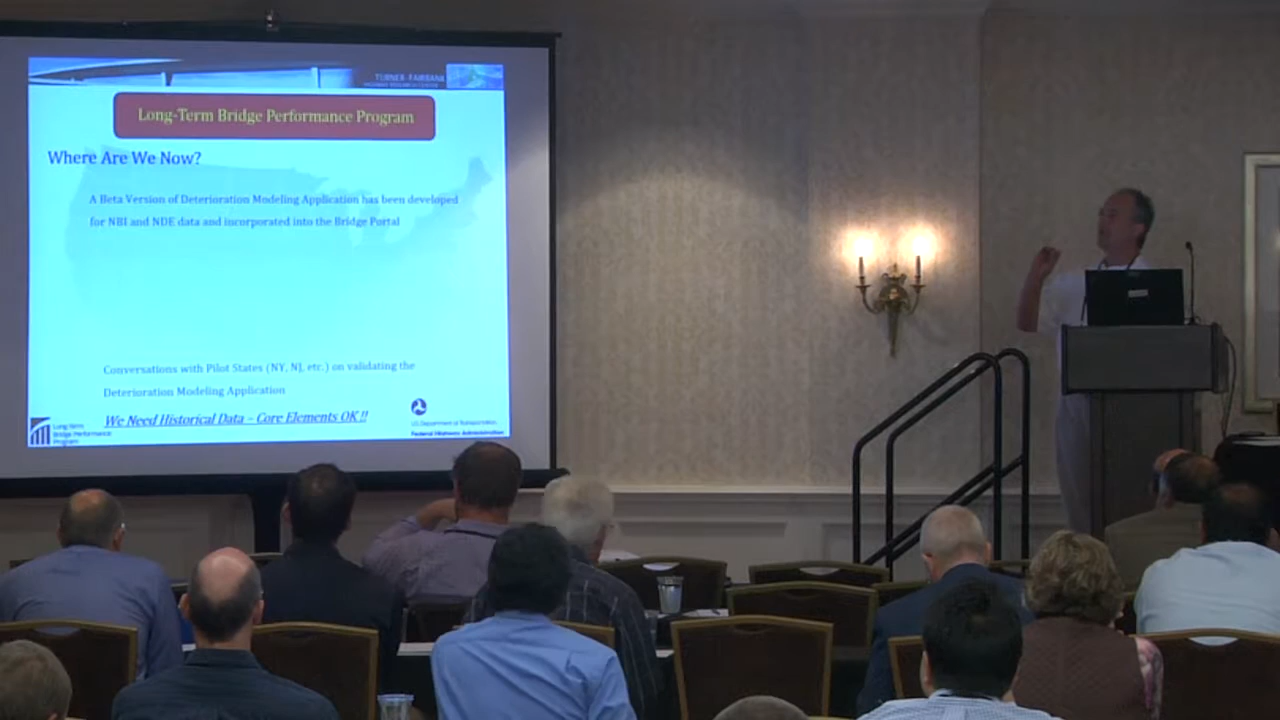 TURNER-FAIRBANK
Long-Term Bridge Performance Program
Where Are We Now?
A Beta Version of Deterioration Modeling Application has been developed
for NBI and NDE data and incorporated into the Bridge Portal
Conversations with Pilot States (NY, NJ, etc.) on validating the
Deterioration Modeling Application
We Need Historical Data – Core Elements OK !!
Long-Term
Bridge Performance
Program
U.S. Department of Transportation
Federal Highway Administration